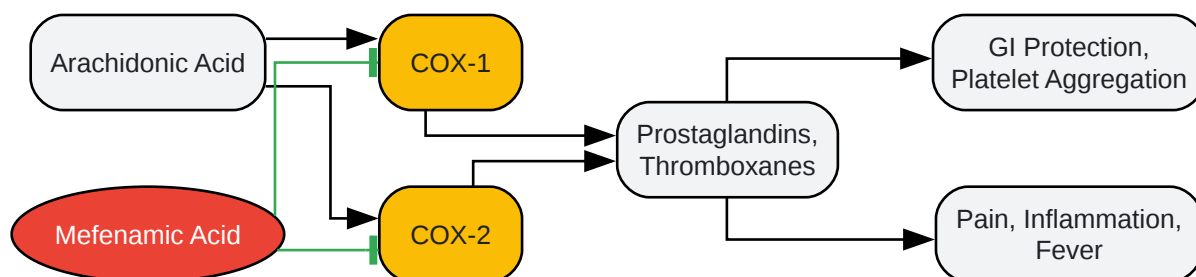 Arachidonic Acid
COX-1
GI Protection,
Platelet Aggregation
Prostaglandins,
Thromboxanes
Mefenamic Acid
COX-2
Pain, Inflammation,
Fever